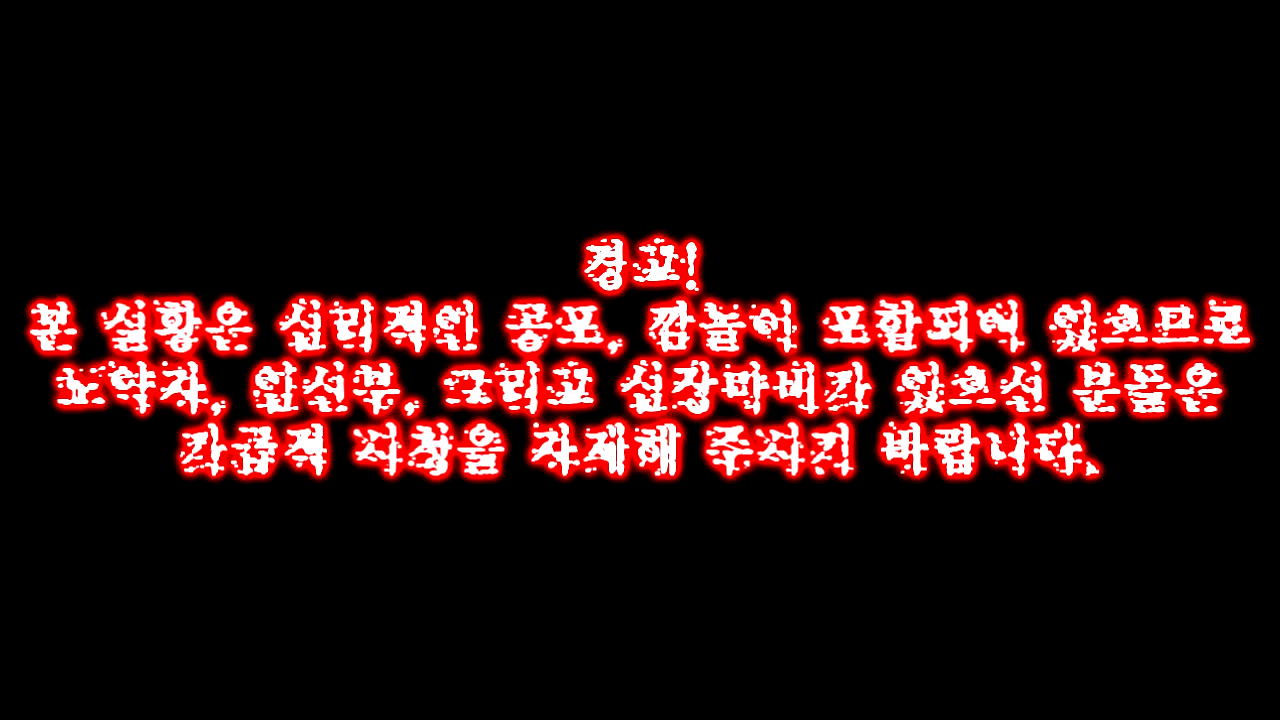 경고!
본 실황은 심리적인 공포, 깜놀이 포함되어 있으므로
노약자, 임산부, 그리고 심장마비가 있으신 분들은
가급적 시청을 자제해 주시기 바랍니다.